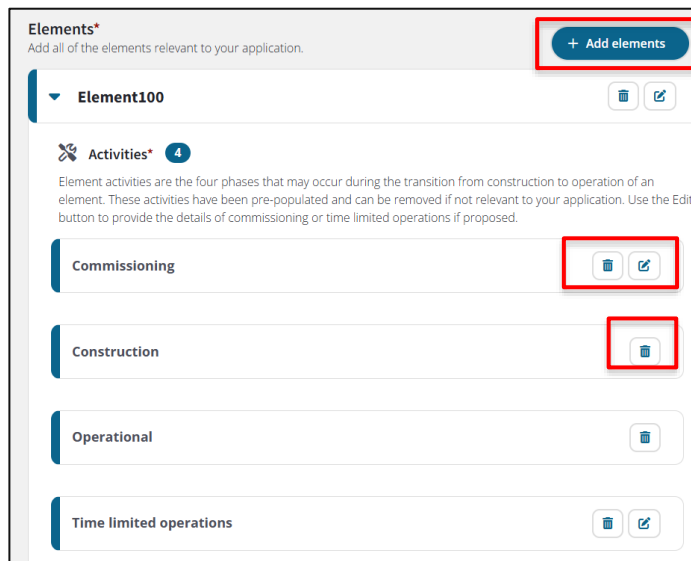 Elements*
Add all of the elements relevant to your application.
+ Add elements
Element100
Activities* 4
Element activities are the four phases that may occur during the transition from construction to operation of an
element. These activities have been pre-populated and can be removed if not relevant to your application. Use the Edit
button to provide the details of commissioning or time limited operations if proposed.
Commissioning
Construction
Operational
Time limited operations